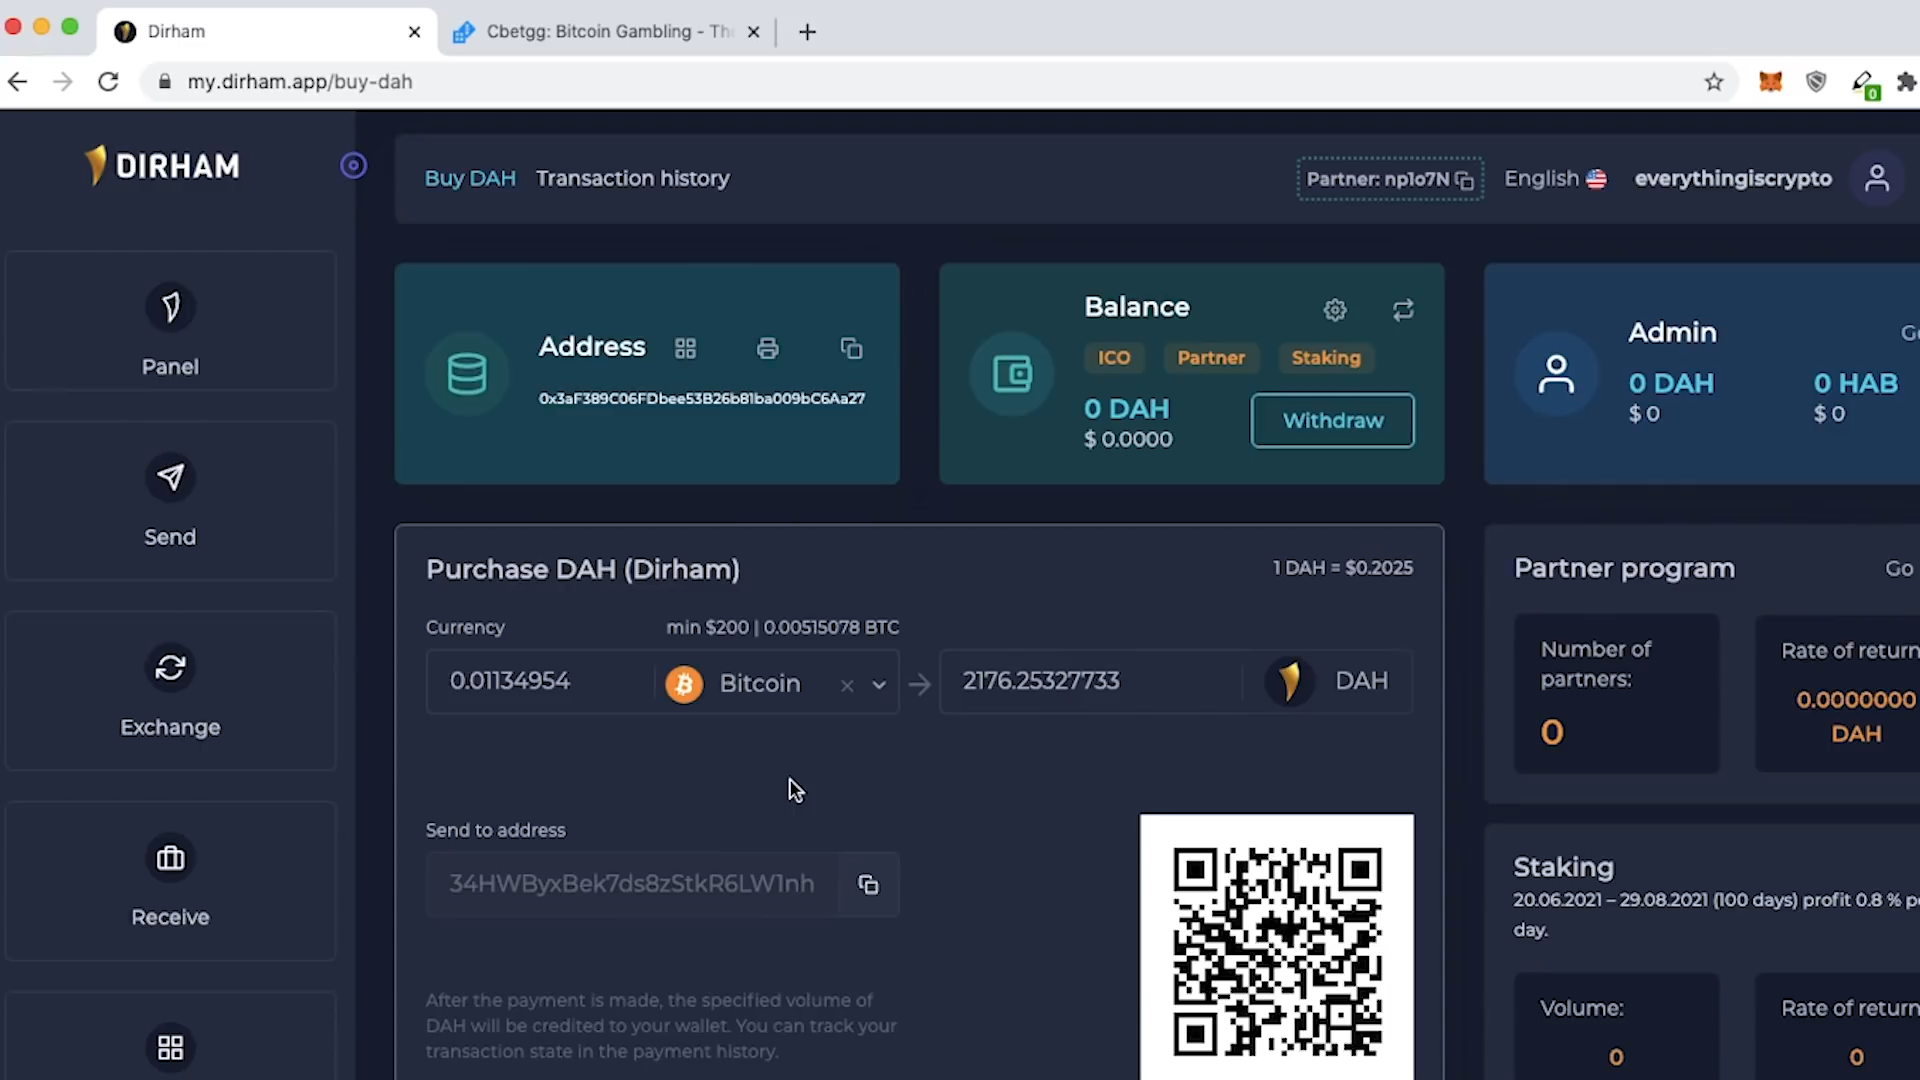 Dirham
Cbetgg: Bitcoin Gambling -
my.dirham.app/buy-dah
0
DIRHAM
Buy DAH
Transaction history
Partner: np1o7N
English
everythingiscrypto
Panel
Send
Exchange
Receive
Address
0x3aF389C06FDbee53B26b81ba009bC6Aa27
Balance
ICO
Partner
Staking
0 DAH
$ 0.0000
Withdraw
Admin
0 DAH
$ 0
0 HAB
$ 0
Purchase DAH (Dirham)
1 DAH = $0.2025
Currency
min $200 | 0.00515078 BTC
0.01134954
Bitcoin
2176.25327733
DAH
Send to address
34HWByxBek7ds8zStkR6LW1nh
After the payment is made, the specified volume of
DAH will be credited to your wallet. You can track your
transaction state in the payment history.
Partner program
Go
Number of
partners:
0
Rate of return
0.0000000
DAH
Staking
20.06.2021 – 29.08.2021 (100 days) profit 0.8 %
day.
Volume:
0
Rate of return
0